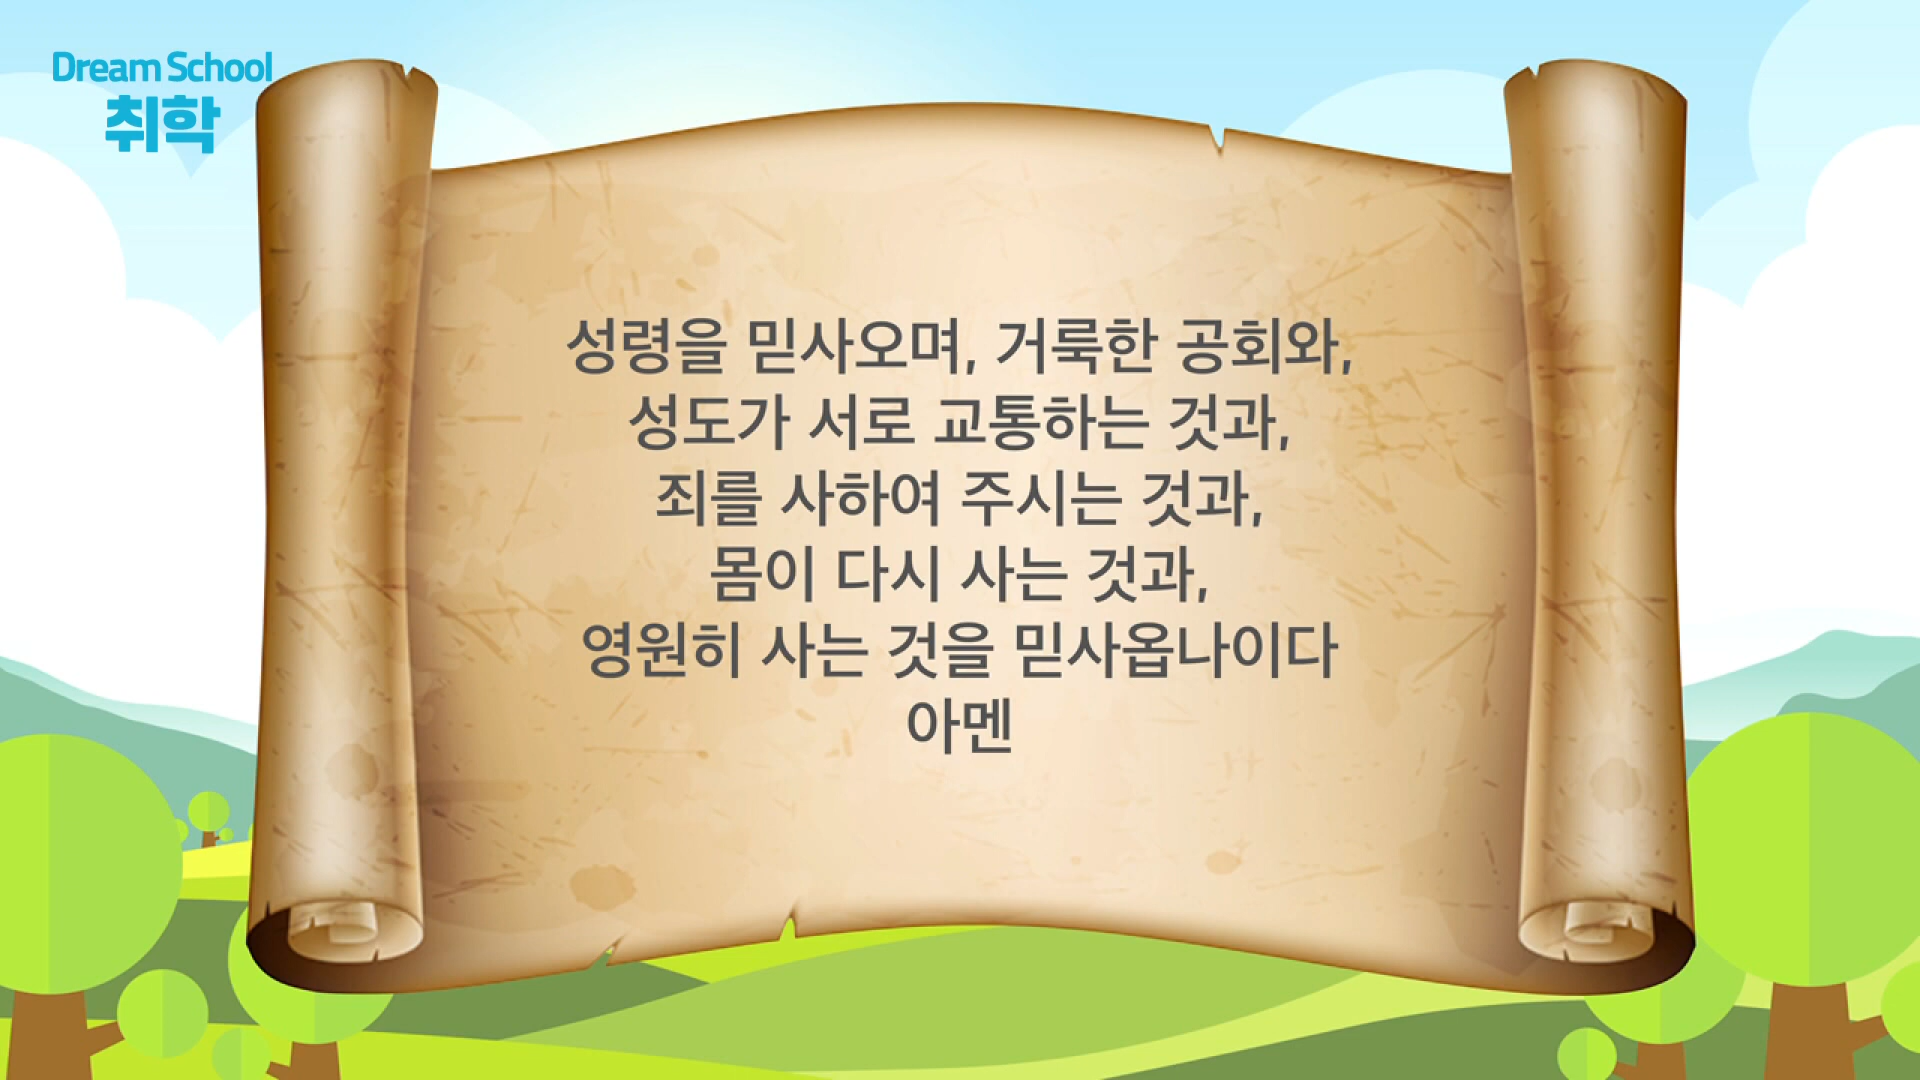 Dream School
취학
성령을 믿사오며, 거룩한 공회와,
성도가 서로 교통하는 것과,
죄를 사하여 주시는 것과,
몸이 다시 사는 것과,
영원히 사는 것을 믿사옵나이다
아멘